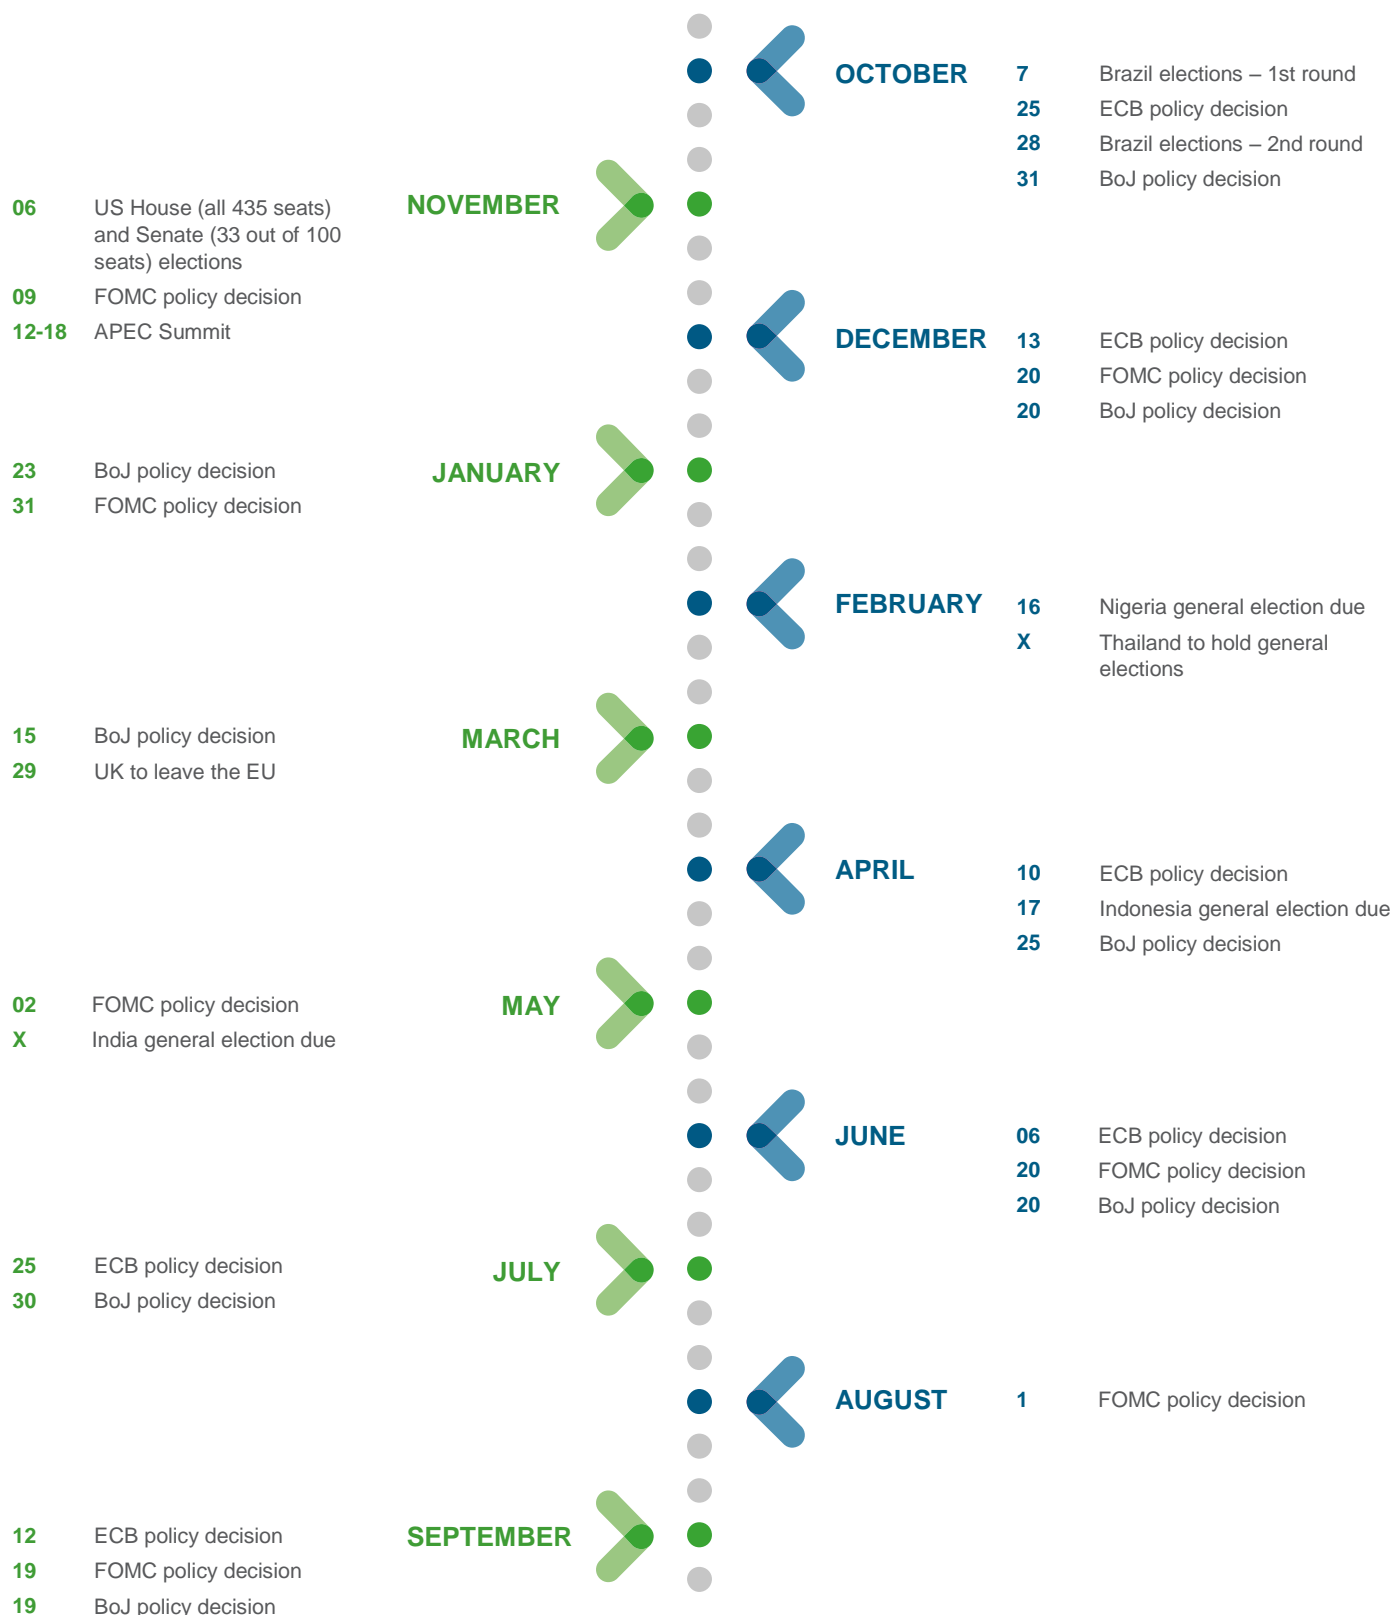 OCTOBER
7 Brazil elections – 1st round
25 ECB policy decision
28 Brazil elections – 2nd round
31 BoJ policy decision
NOVEMBER
06 US House (all 435 seats)
and Senate (33 out of 100
seats) elections
09 FOMC policy decision
12-18 APEC Summit
DECEMBER
13 ECB policy decision
20 FOMC policy decision
20 BoJ policy decision
JANUARY
23 BoJ policy decision
31 FOMC policy decision
FEBRUARY
16 Nigeria general election due
X Thailand to hold general
elections
MARCH
15 BoJ policy decision
29 UK to leave the EU
APRIL
10 ECB policy decision
17 Indonesia general election due
25 BoJ policy decision
MAY
02 FOMC policy decision
X India general election due
JUNE
06 ECB policy decision
20 FOMC policy decision
20 BoJ policy decision
JULY
25 ECB policy decision
30 BoJ policy decision
AUGUST
1 FOMC policy decision
SEPTEMBER
12 ECB policy decision
19 FOMC policy decision
19 BoJ policy decision